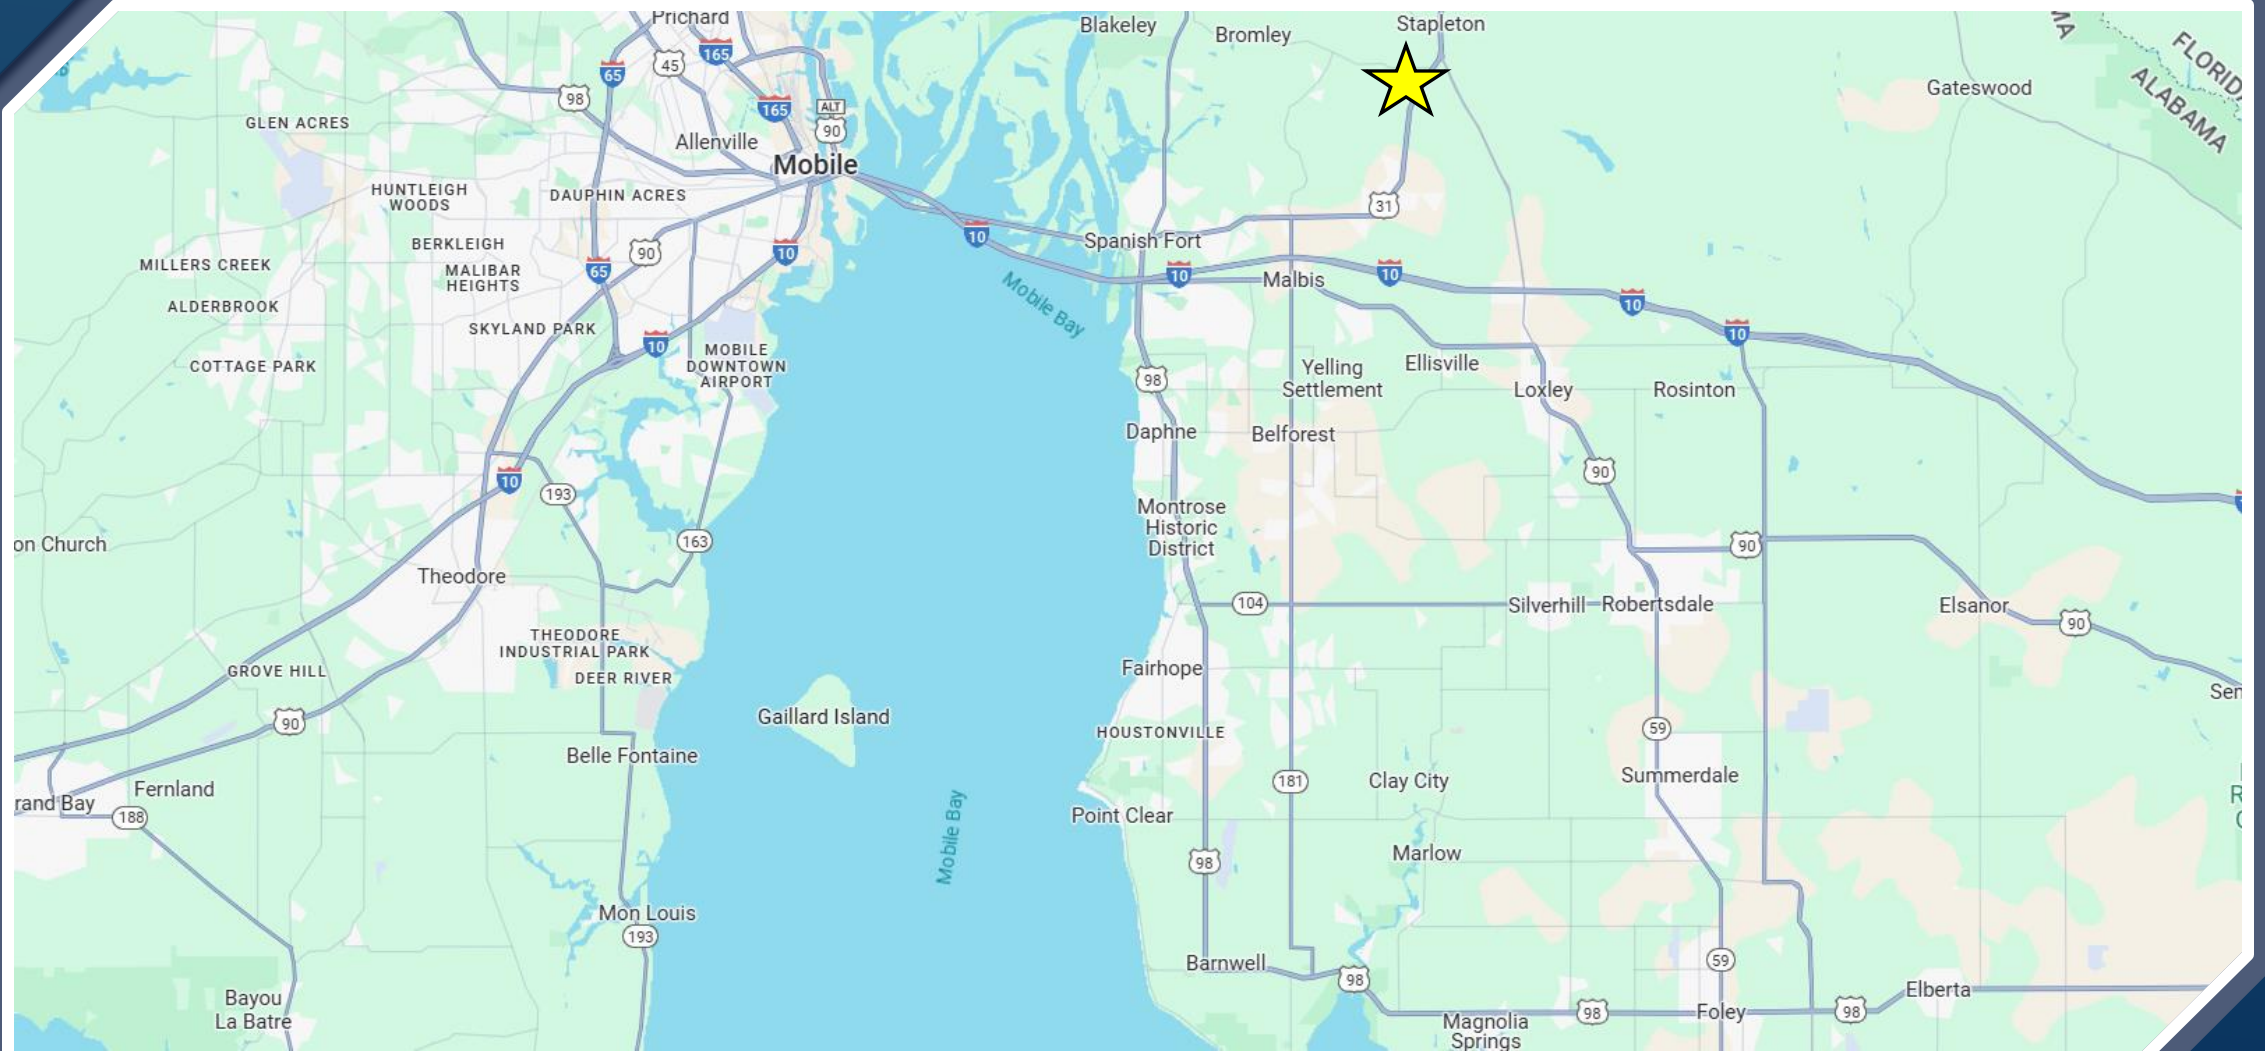 Prichard
Blakeley
Bromley
Stapleton
MA
FLORID
ALABAMA
165
45
65
98
Gateswood
165
ALT
90
GLEN ACRES
Allenville
Mobile
HUNTLEIGH
WOODS
DAUPHIN ACRES
31
BERKLEIGH
90
10
10
Spanish Fort
MILLERS CREEK
MALIBAR
HEIGHTS
65
10
Malbis
10
10
10
Mobile Bay
ALDERBROOK
SKYLAND PARK
10
MOBILE
DOWNTOWN
AIRPORT
COTTAGE PARK
98
Yelling
Settlement
Ellisville
Loxley
Rosinton
Daphne
Belforest
90
10
193
Montrose
Historic
District
163
90
on Church
Theodore
104
Silverhill
Robertsdale
Elsanor
90
THEODORE
INDUSTRIAL PARK
GROVE HILL
DEER RIVER
Fairhope
Sen
90
Gaillard Island
HOUSTONVILLE
59
Belle Fontaine
181
Clay City
Summerdale
Fernland
rand Bay
188
Point Clear
R
Mobile Bay
98
Marlow
Mon Louis
193
Barnwell
98
59
Bayou
La Batre
Elberta
Magnolia
Springs
98
Foley
98